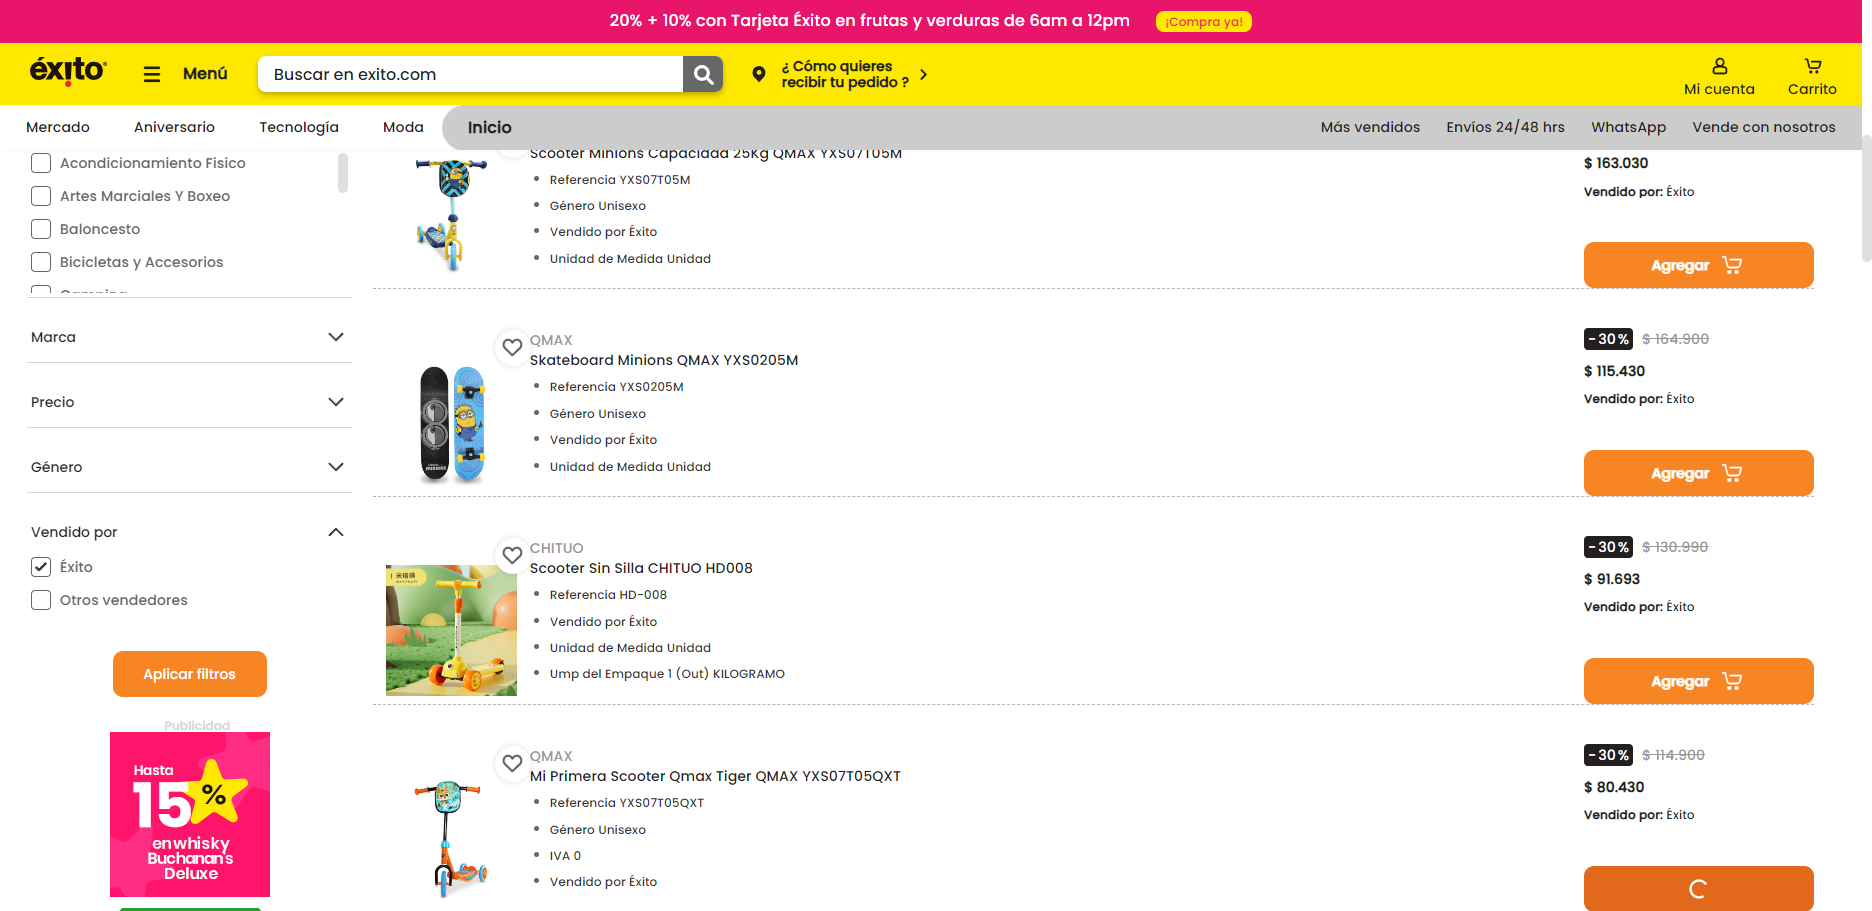 20% + 10% con Tarjeta Éxito en frutas y verduras de 6am a 12pm
¡Compra ya!
éxito
Menú
Buscar en exito.com
¿ Cómo quieres
recibir tu pedido ?
Mi cuenta
Carrito
Mercado
Aniversario
Tecnología
Moda
Inicio
Más vendidos
Envíos 24/48 hrs
WhatsApp
Vende con nosotros
Acondicionamiento Fisico
Artes Marciales Y Boxeo
Baloncesto
Bicicletas y Accesorios
Camping
Marca
Precio
Género
Vendido por
Éxito
Otros vendedores
Aplicar filtros
Publicidad
Hasta
15%
en whisky
Buchanan's
Deluxe
Scooter Minions Capacidad 25Kg QMAX YXS07T05M
Referencia YXS07T05M
Género Unisexo
Vendido por Éxito
Unidad de Medida Unidad
$ 163.030
Vendido por: Éxito
Agregar
QMAX
Skateboard Minions QMAX YXS0205M
Referencia YXS0205M
Género Unisexo
Vendido por Éxito
Unidad de Medida Unidad
-30% $ 164.900
$ 115.430
Vendido por: Éxito
Agregar
CHITUO
Scooter Sin Silla CHITUO HD008
Referencia HD-008
Vendido por Éxito
Unidad de Medida Unidad
Ump del Empaque 1 (Out) KILOGRAMO
-30% $ 130.990
$ 91.693
Vendido por: Éxito
Agregar
QMAX
Mi Primera Scooter Qmax Tiger QMAX YXS07T05QXT
Referencia YXS07T05QXT
Género Unisexo
IVA 0
Vendido por Éxito
-30% $ 114.900
$ 80.430
Vendido por: Éxito